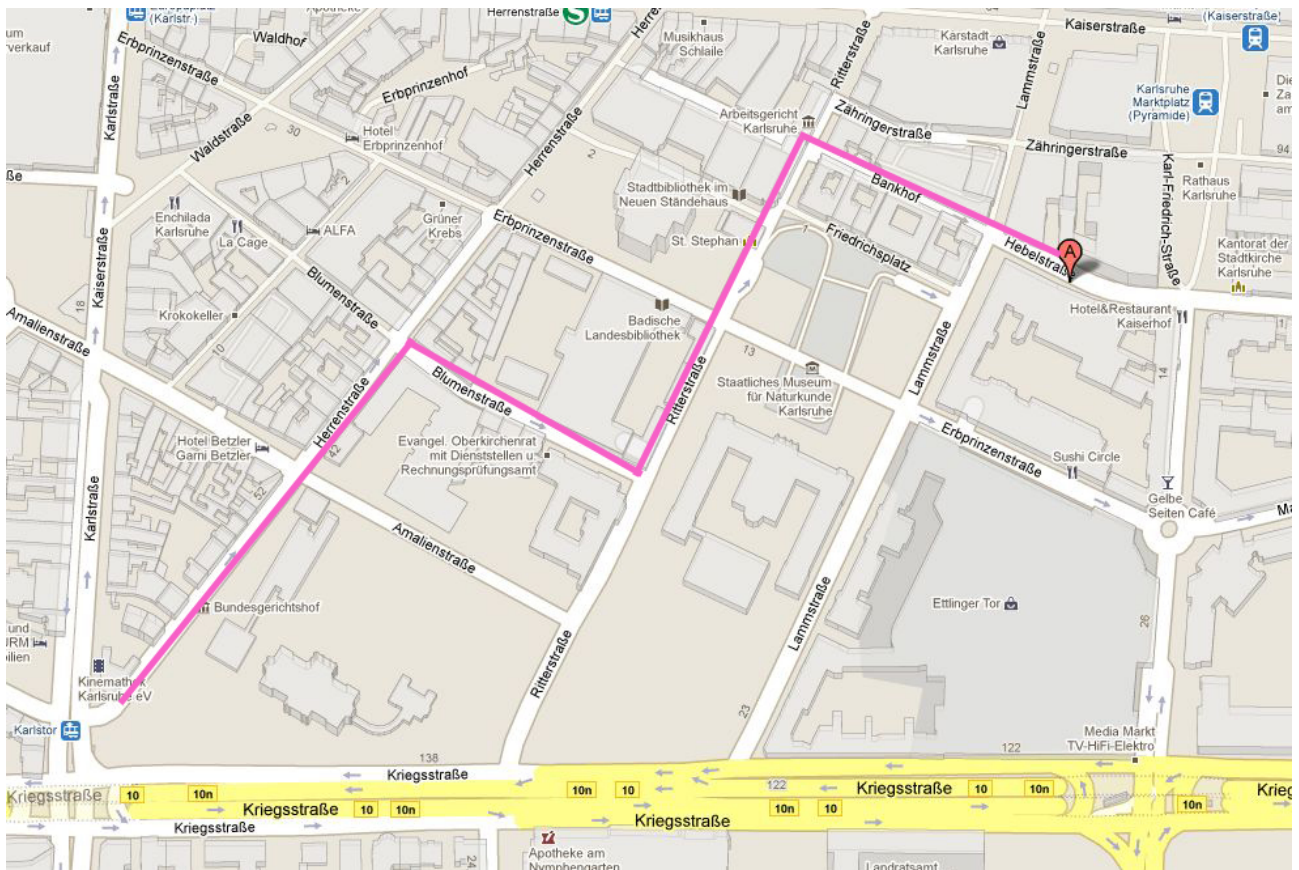 (Karlstr.)
Apotheke
Herrenstraße
S
(Kaiserstraße)
Kaiserstraße
Waldhof
Musikhaus
Schlaile
Karstadt
Karlsruhe
Ritterstraße
Lammstraße
Erbprinzenstraße
Karlstraße
Erbprinzenhof
Karlsruhe
Marktplatz
(Pyramide)
Arbeitsgericht
Karlsruhe
Zähringerstraße
Waldstraße
30
Hotel
Erbprinzenhof
Herrenstraße
2
Zähringerstraße
94
Bankhof
Stadtbibliothek im
Neuen Ständehaus
Rathaus
Karlsruhe
Karl-Friedrich-Straße
2
Enchilada
Karlsruhe
La Cage
ALFA
Grüner
Krebs
Erbprinzenstraße
St. Stephan
1
Friedrichsplatz
Hebelstraße
A
Kantorat der
Stadtkirche
Karlsruhe
Kaiserstraße
18
Blumenstraße
Krokokeller
10
Badische
Landesbibliothek
Hotel&Restaurant
Kaiserhof
1
Amalienstraße
13
Lammstraße
14
Blumenstraße
Ritterstraße
Staatliches Museum
für Naturkunde
Karlsruhe
Herrenstraße
42
Hotel Betzler
Garni Betzler
Evangel. Oberkirchenrat
mit Dienststellen u
Rechnungsprüfungsamt
Erbprinzenstraße
Sushi Circle
52
Gelbe
Seiten Café
Karlstraße
Amalienstraße
Bundesgerichtshof
Ettlinger Tor
26
Lammstraße
Ritterstraße
Kinemathek
Karlsruhe eV
23
Karlstor
Media Markt
TV-HiFi-Elektro
138
122
Kriegsstraße
122
Kriegsstraße
10
10n
10n
10
Kriegsstraße
10
10n
Kriegsstraße
10
10n
10n
10
10n
Kriegsstraße
Kriegsstraße
24
Apotheke am
Nymphengarten
Landratsamt